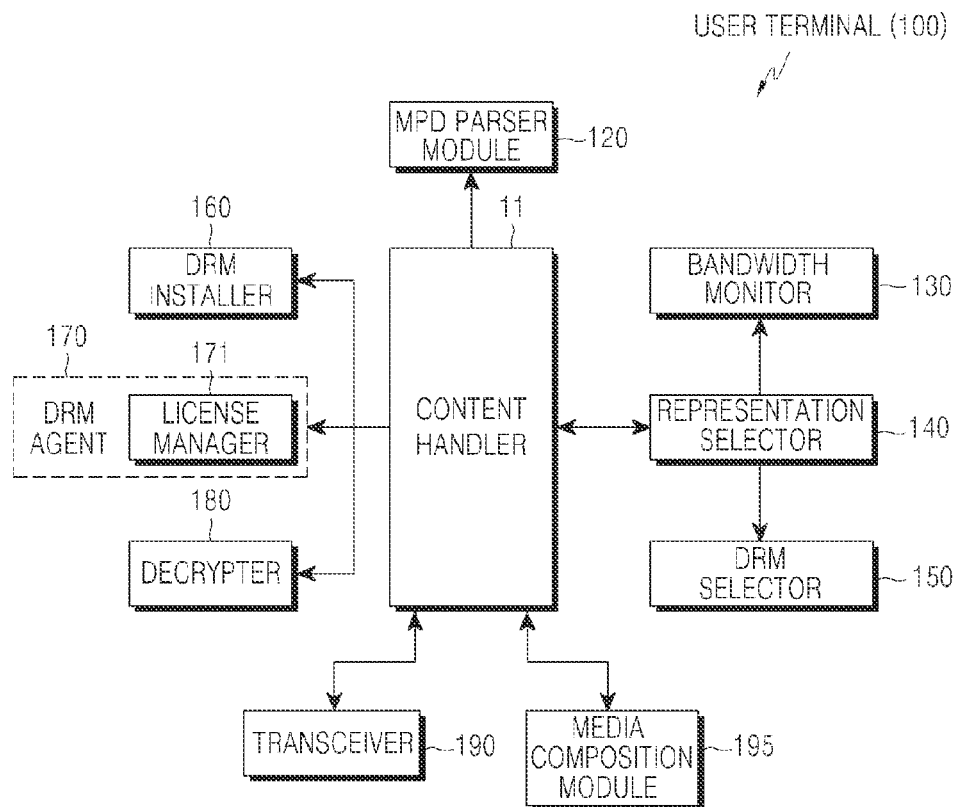 USER TERMINAL (100)
MPD PARSER
MODULE
120
11
160
DRM
INSTALLER
BANDWIDTH
MONITOR
130
170
171
DRM
AGENT
LICENSE
MANAGER
CONTENT
HANDLER
REPRESENTATION
SELECTOR
140
180
DECRYPTER
DRM
SELECTOR
150
TRANSCEIVER
190
MEDIA
COMPOSITION
MODULE
195